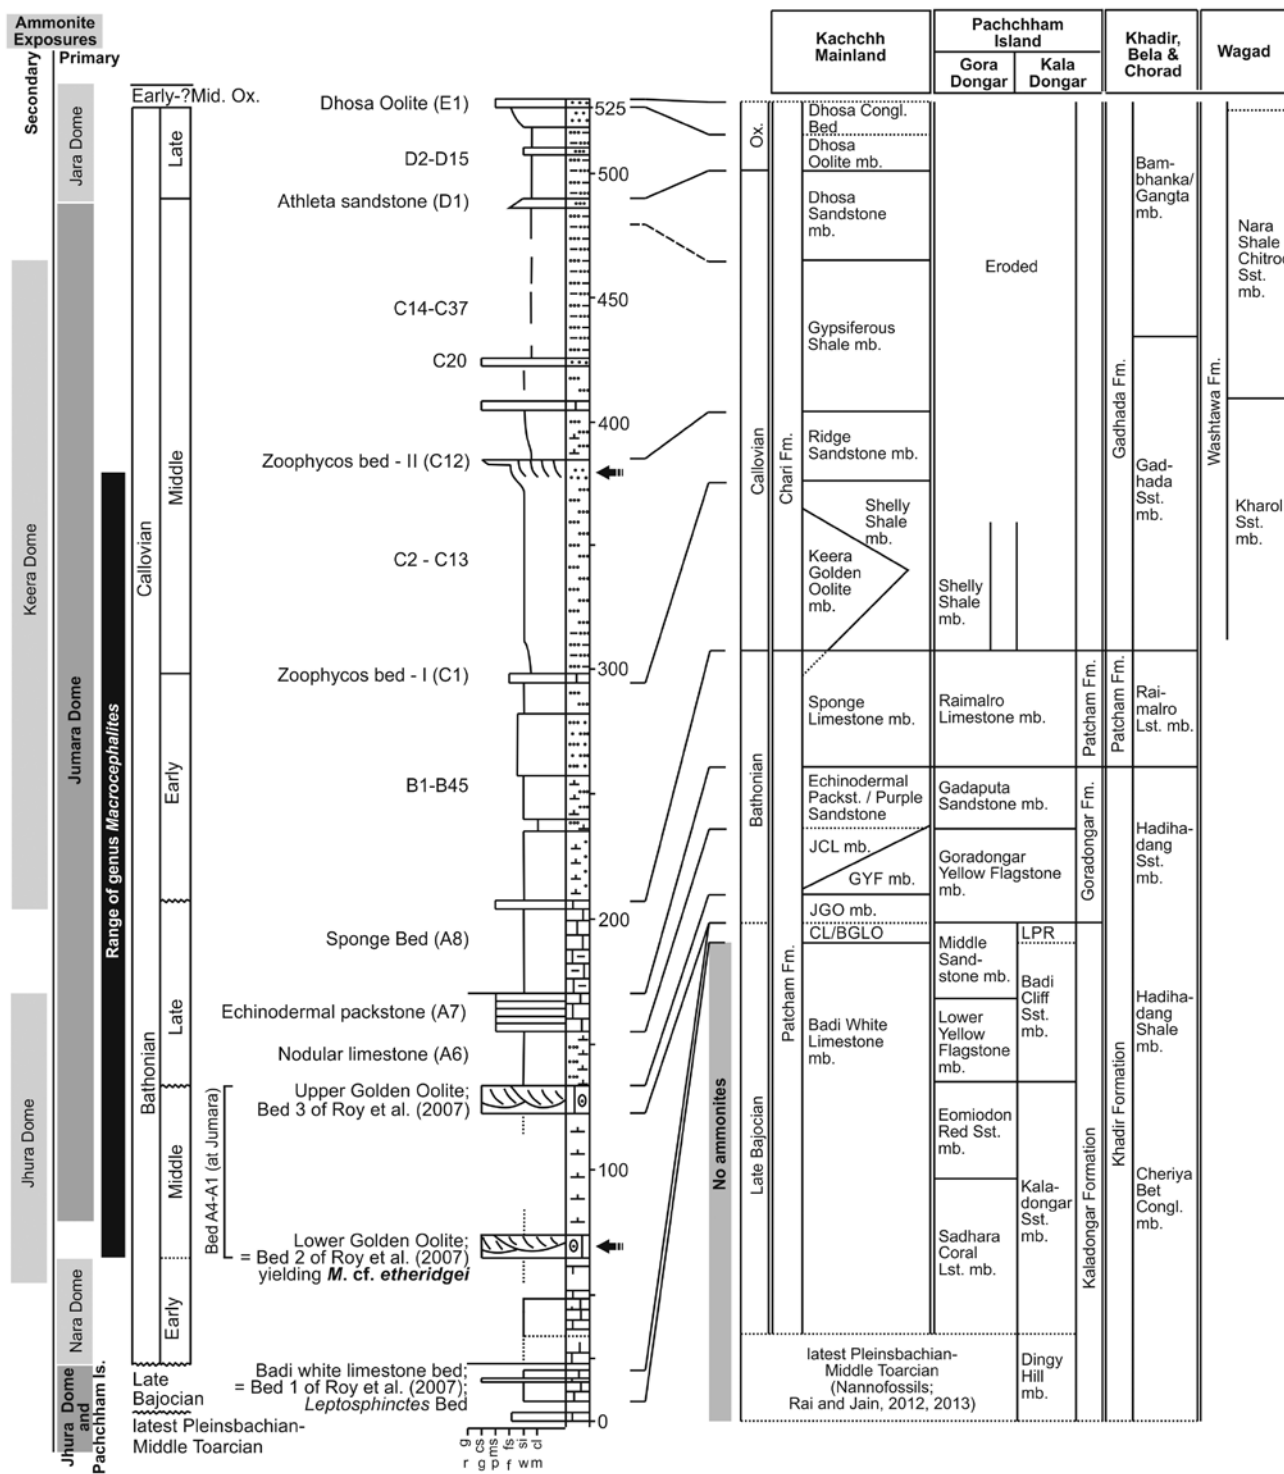 Ammonite
Exposures
Secondary
Primary
Jara Dome
Keera Dome
Jumara Dome
Jhura Dome
Nara Dome
Jhura Dome
and
Pachchham Is.
Range of genus Macrocephalites
Early-?Mid. Ox.
Callovian
Late
Middle
Early
Bathonian
Late
Middle
Early
Late
Bajocian
latest Pleinsbachian-
Middle Toarcian
Dhosa Oolite (E1)
D2-D15
Athleta sandstone (D1)
C14-C37
C20
Zoophycos bed - II (C12)
C2 - C13
Zoophycos bed - I (C1)
B1-B45
Sponge Bed (A8)
Echinodermal packstone (A7)
Nodular limestone (A6)
Upper Golden Oolite;
Bed 3 of Roy et al. (2007)
Bed A4-A1 (at Jumara)
Lower Golden Oolite;
= Bed 2 of Roy et al. (2007)
yielding M. cf. etheridgei
Badi white limestone bed;
= Bed 1 of Roy et al. (2007);
Leptosphinctes Bed
525
500
450
400
300
200
100
0
g cs ms fs si cl
r g p f w m
Kachchh
Mainland
Pachchham
Island
Gora
Dongar
Kala
Dongar
Khadir,
Bela &
Chorad
Wagad
Ox.
Callovian
Bathonian
Late Bajocian
No ammonites
Chari Fm.
Patcham Fm.
Dhosa Congl.
Bed
Dhosa
Oolite mb.
Dhosa
Sandstone
mb.
Gypsiferous
Shale mb.
Ridge
Sandstone mb.
Shelly
Shale
mb.
Keera
Golden
Oolite
mb.
Sponge
Limestone mb.
Echinodermal
Packst. / Purple
Sandstone
JCL mb.
GYF mb.
JGO mb.
CL/BGLO
Badi White
Limestone
mb.
latest Pleinsbachian-
Middle Toarcian
(Nannofossils;
Rai and Jain, 2012, 2013)
Eroded
Shelly
Shale
mb.
Raimalro
Limestone mb.
Gadaputa
Sandstone mb.
Goradongar
Yellow Flagstone
mb.
Middle
Sand-
stone mb.
Lower
Yellow
Flagstone
mb.
Eomiodon
Red Sst.
mb.
Sadhara
Coral
Lst. mb.
LPR
Badi
Cliff
Sst.
mb.
Kala-
dongar
Sst.
mb.
Dingy
Hill
mb.
Patcham Fm.
Goradongar Fm.
Kaladongar Formation
Gadhada Fm.
Patcham Fm.
Khadir Formation
Bam-
bhanka/
Gangta
mb.
Gad-
hada
Sst.
mb.
Rai-
malro
Lst. mb.
Hadiha-
dang
Sst.
mb.
Hadiha-
dang
Shale
mb.
Cheriya
Bet
Congl.
mb.
Washtawa Fm.
Nara
Shale
Chitrod
Sst.
mb.
Kharol
Sst.
mb.